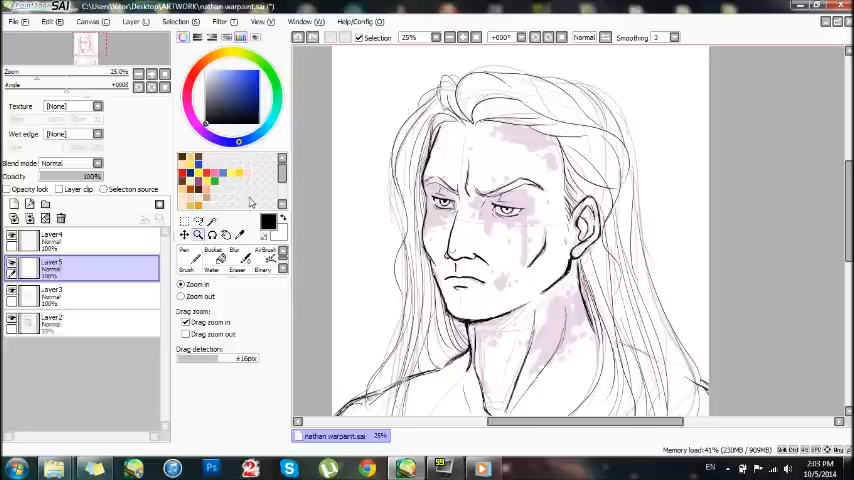 PaintTool SAI C:\Users\Vitor\Desktop\ARTWORK\nathan warpaint.sai (*)
File (F) Edit (E) Canvas (C) Layer (L) Selection (S) Filter (T) View (V) Window (W) Help/Config (O)
Selection 25% +000° Normal Smoothing 3
Zoom 25.0%
Angle +000
Texture [None]
Wet edge [None]
Blend mode Normal
Opacity 100%
Opacity lock Layer clip Selection source
Layer4
Normal
100%
Layer5
Normal
100%
Layer3
Normal
100%
Layer2
Normal
33%
Pen Bucket Blur AirBrush
Brush Water Eraser Binary
Zoom in
Zoom out
Drag zoom:
Drag zoom in
Drag zoom out
Drag detection:
±16pix
nathan warpaint.sai 25%
Memory load: 41% (230MB / 909MB)
EN
2:03 PM
10/5/2014